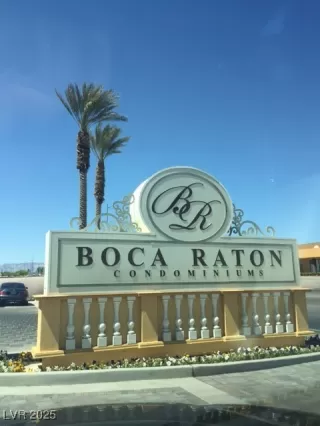 BR
BOCA RATON
CONDOMINIUMS
LVR 2025